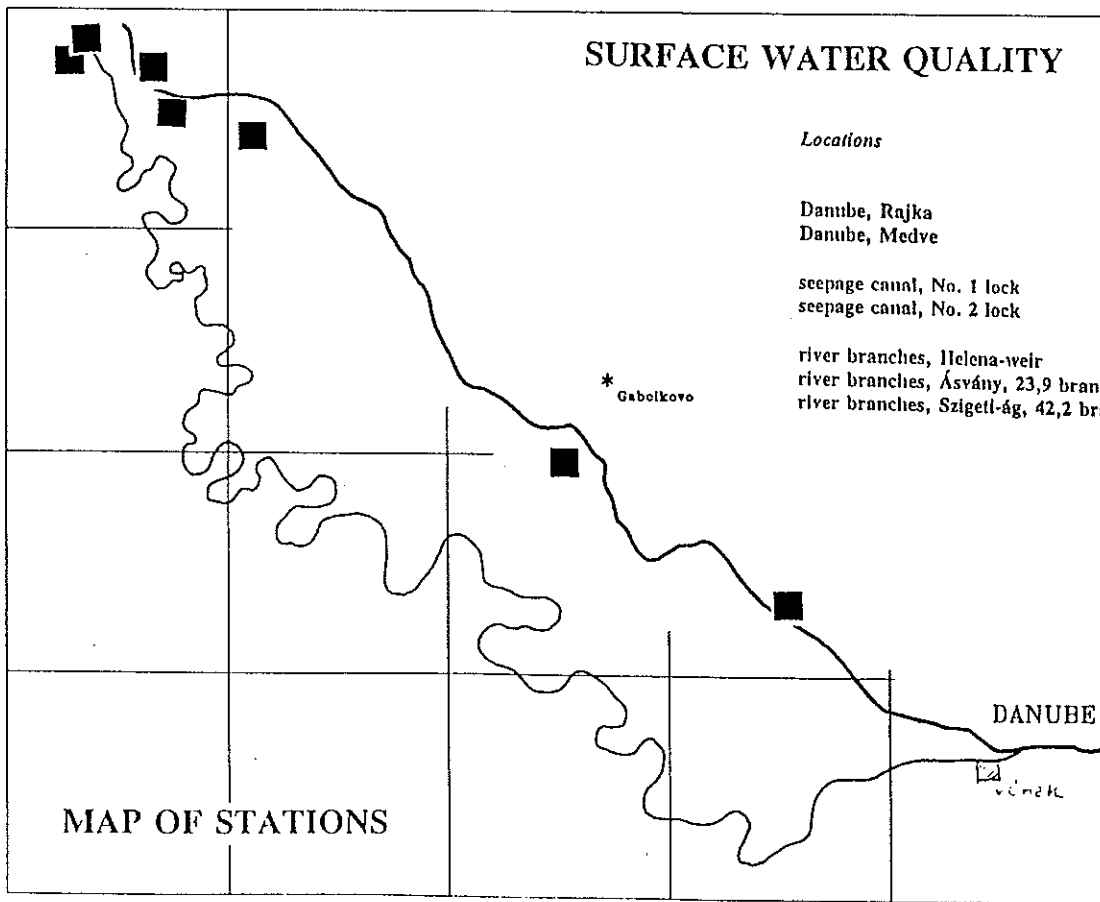 SURFACE WATER QUALITY
Locations
Danube, Rajka
Danube, Medve
seepage canal, No. 1 lock
seepage canal, No. 2 lock
river branches, Helena-weir
river branches, Ásvány, 23,9 bran
river branches, Szigeti-ág, 42,2 br
*
Gabcikovo
DANUBE
MAP OF STATIONS